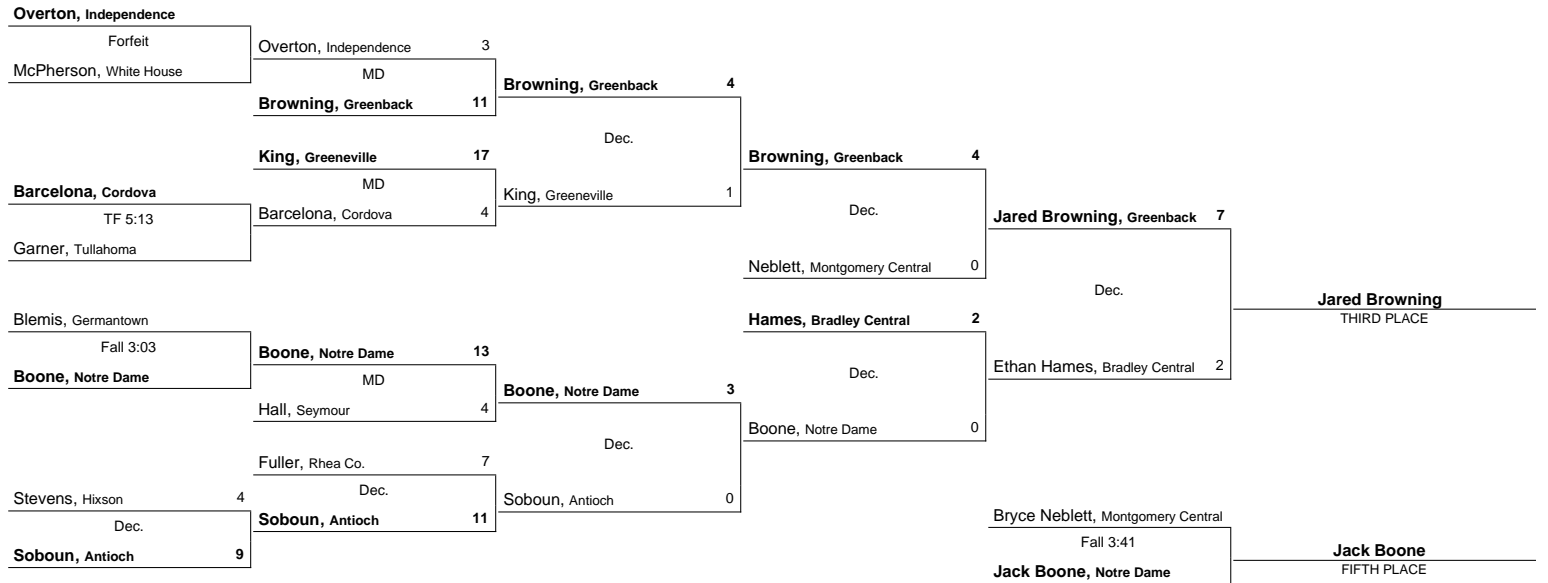 Overton, Independence
Forfeit
McPherson, White House
Barcelona, Cordova
TF 5:13
Garner, Tullahoma
Blemis, Germantown
Fall 3:03
Boone, Notre Dame
Stevens, Hixson 4
Dec.
Soboun, Antioch 9
Overton, Independence 3
MD
Browning, Greenback 11
King, Greeneville 17
MD
Barcelona, Cordova 4
Boone, Notre Dame 13
MD
Hall, Seymour 4
Fuller, Rhea Co. 7
Dec.
Soboun, Antioch 11
Browning, Greenback 4
Dec.
King, Greeneville 1
Boone, Notre Dame 3
Dec.
Soboun, Antioch 0
Browning, Greenback 4
Dec.
Neblett, Montgomery Central 0
Hames, Bradley Central 2
Dec.
Boone, Notre Dame 0
Jared Browning, Greenback 7
Dec.
Ethan Hames, Bradley Central 2
Jared Browning
THIRD PLACE
Bryce Neblett, Montgomery Central
Fall 3:41
Jack Boone, Notre Dame
Jack Boone
FIFTH PLACE